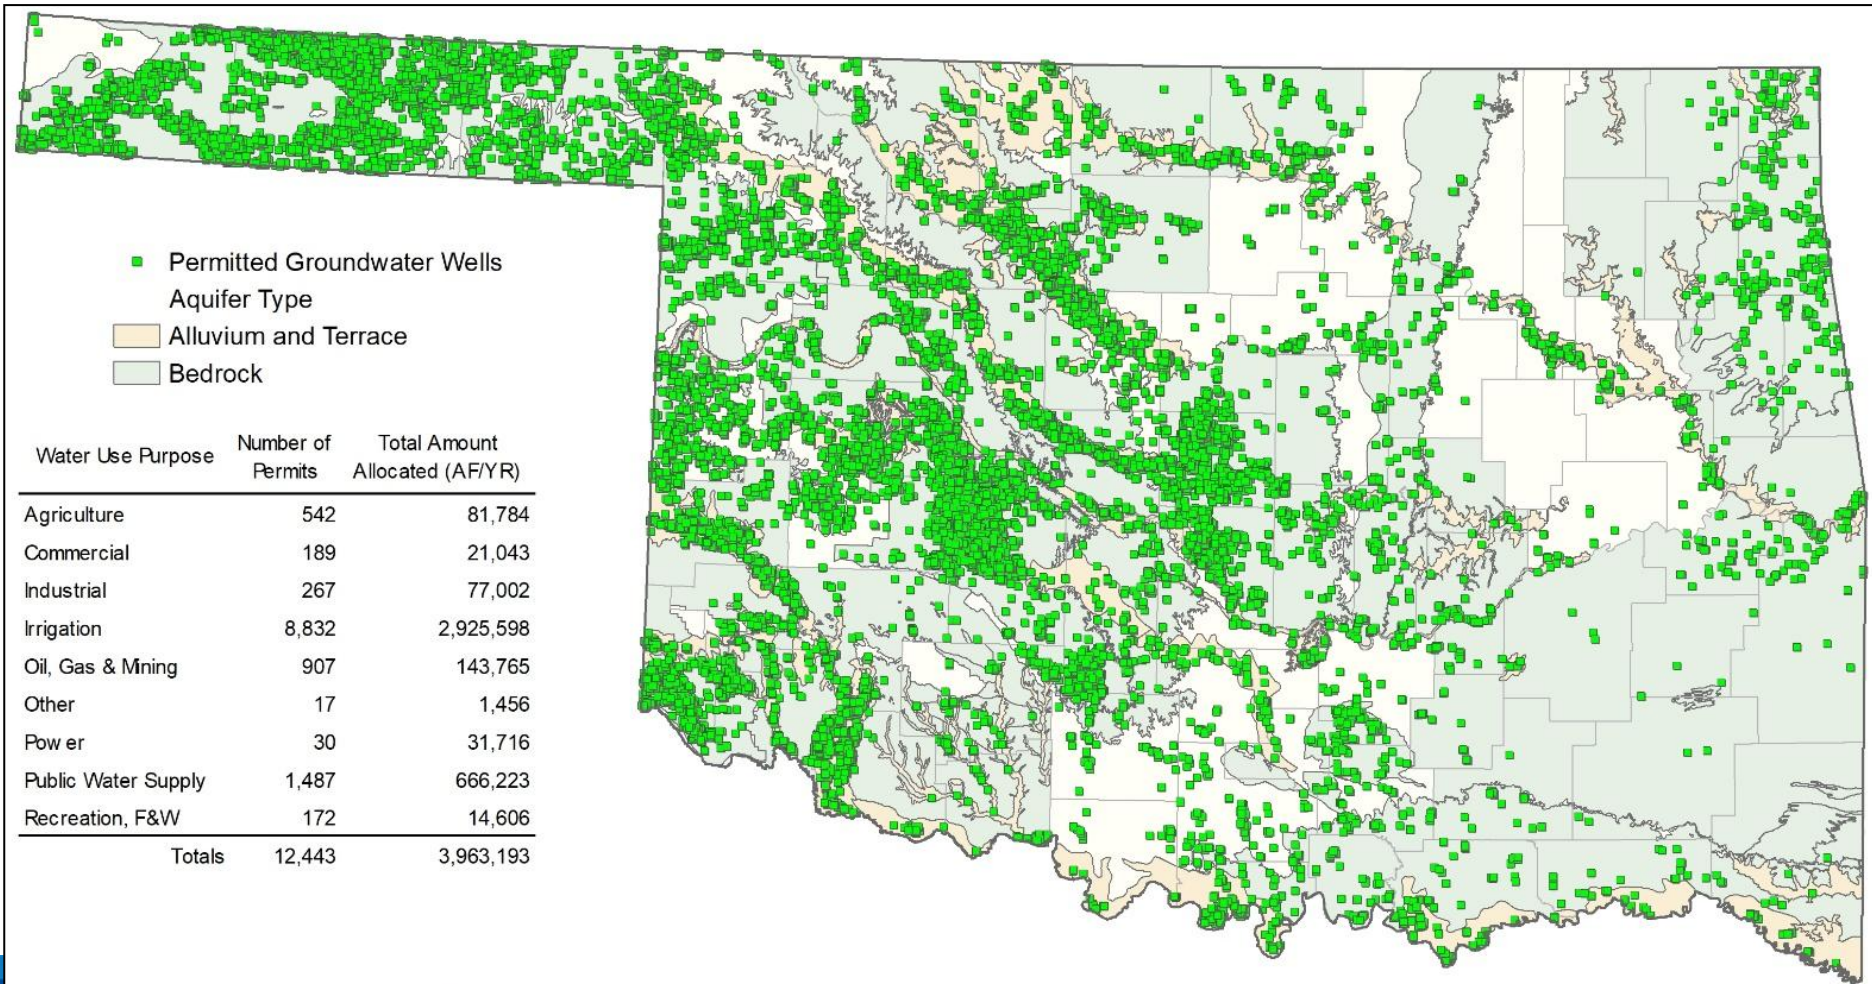 Permitted Groundwater Wells
Aquifer Type
Alluvium and Terrace
Bedrock
Water Use Purpose Number of Permits Total Amount Allocated (AF/YR)
Agriculture 542 81,784
Commercial 189 21,043
Industrial 267 77,002
Irrigation 8,832 2,925,598
Oil, Gas & Mining 907 143,765
Other 17 1,456
Power 30 31,716
Public Water Supply 1,487 666,223
Recreation, F&W 172 14,606
Totals 12,443 3,963,193